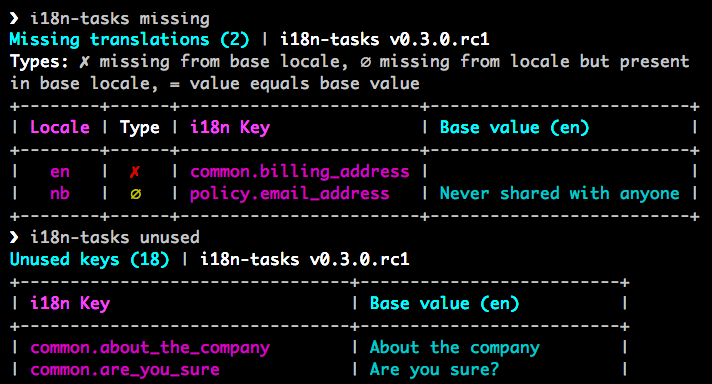 ❯ i18n-tasks missing
Missing translations (2) | i18n-tasks v0.3.0.rc1
Types: ✗ missing from base locale, ∅ missing from locale but present
in base locale, = value equals base value
+--------+------+------------------------+--------------------------+
| Locale | Type | i18n Key               | Base value (en)          |
+--------+------+------------------------+--------------------------+
|   en   |  ✗   | common.billing_address |                          |
|   nb   |  ∅   | policy.email_address   | Never shared with anyone |
+--------+------+------------------------+--------------------------+
❯ i18n-tasks unused
Unused keys (18) | i18n-tasks v0.3.0.rc1
+---------------------------------+--------------------------+
| i18n Key                        | Base value (en)          |
+---------------------------------+--------------------------+
| common.about_the_company        | About the company        |
| common.are_you_sure             | Are you sure?            |